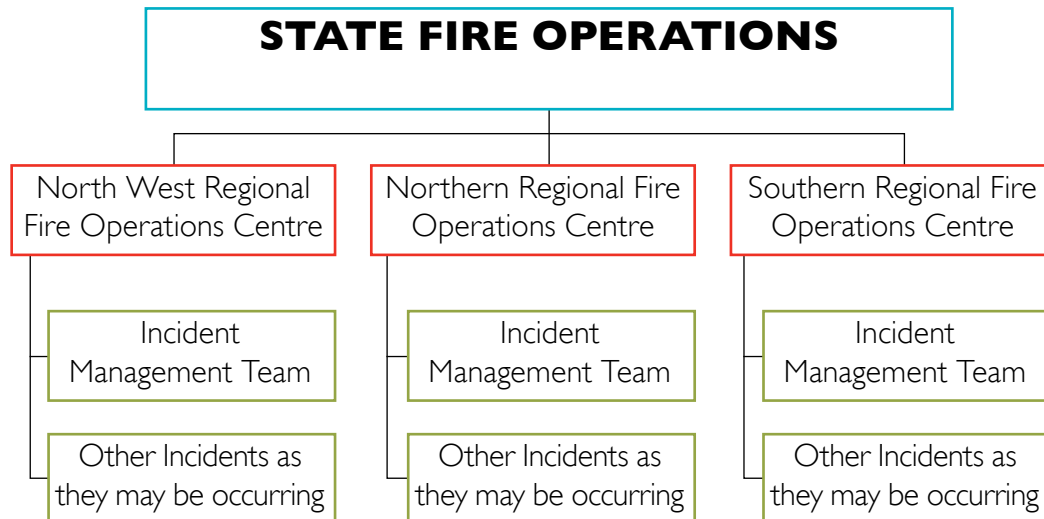 STATE FIRE OPERATIONS
North West Regional
Fire Operations Centre
Northern Regional Fire
Operations Centre
Southern Regional Fire
Operations Centre
Incident
Management Team
Incident
Management Team
Incident
Management Team
Other Incidents as
they may be occurring
Other Incidents as
they may be occurring
Other Incidents as
they may be occurring